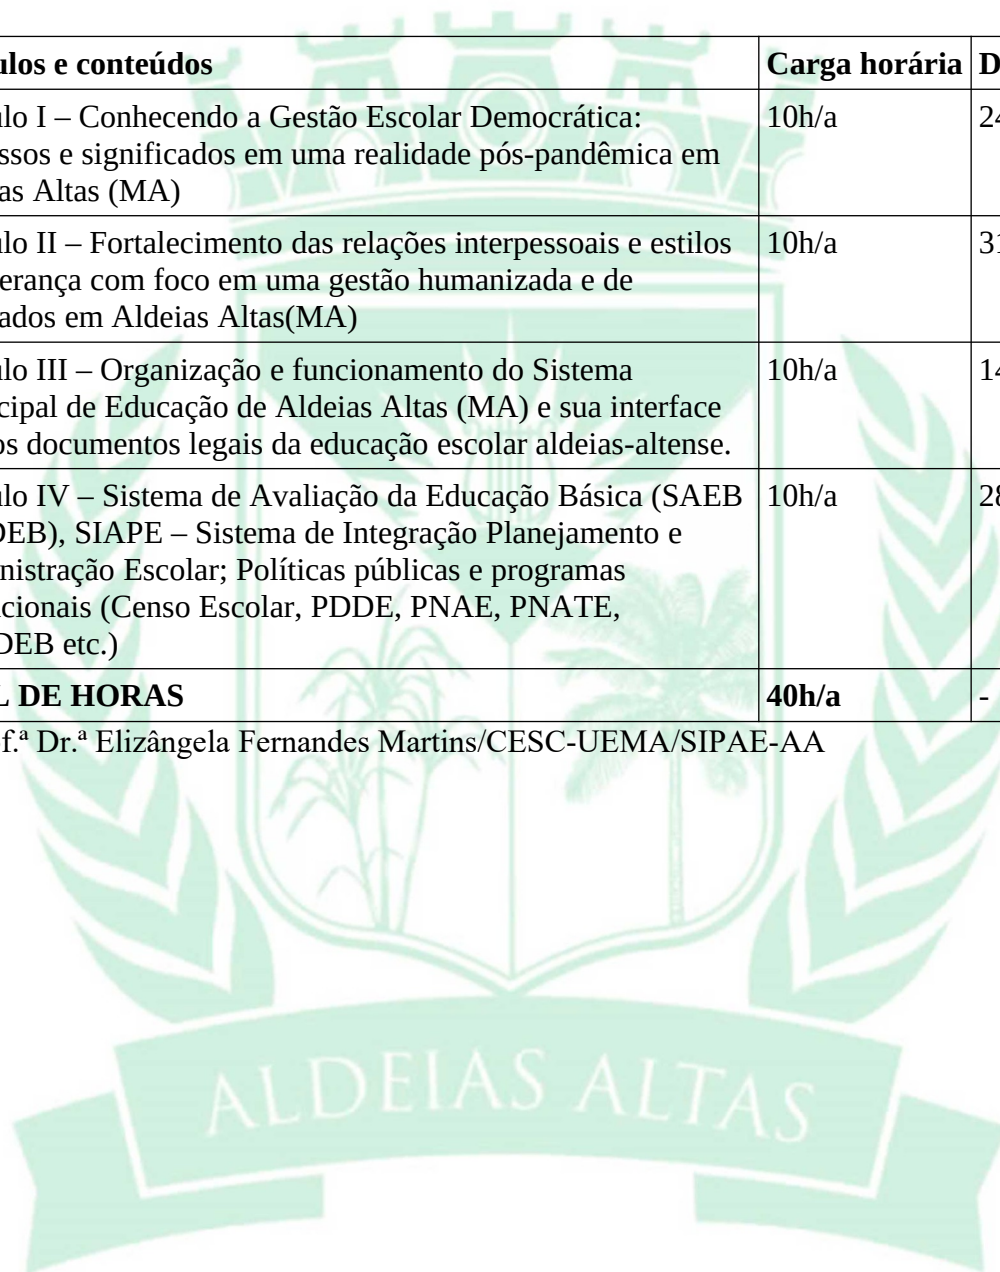 ulos e conteúdos Carga horária D
ulo I – Conhecendo a Gestão Escolar Democrática: 10h/a 24
essos e significados em uma realidade pós-pandêmica em
as Altas (MA)
ulo II – Fortalecimento das relações interpessoais e estilos 10h/a 31
erança com foco em uma gestão humanizada e de
ados em Aldeias Altas(MA)
ulo III – Organização e funcionamento do Sistema 10h/a 14
cipal de Educação de Aldeias Altas (MA) e sua interface
os documentos legais da educação escolar aldeias-altense.
ulo IV – Sistema de Avaliação da Educação Básica (SAEB 10h/a 28
DEB), SIAPE – Sistema de Integração Planejamento e
nistração Escolar; Políticas públicas e programas
cionais (Censo Escolar, PDDE, PNAE, PNATE,
DEB etc.)
L DE HORAS 40h/a -
f.ª Dr.ª Elizângela Fernandes Martins/CESC-UEMA/SIPAE-AA
ALDEIAS ALTAS